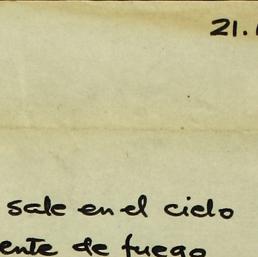 21.
sale en el cielo
ente de fuego